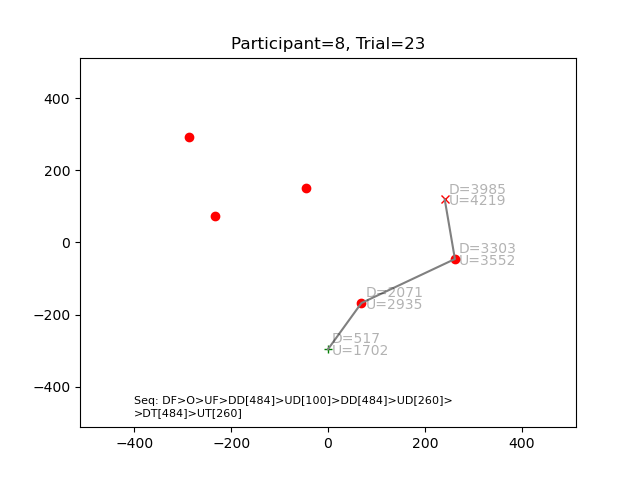 Participant=8, Trial=23
400
200
0
−200
−400
D=3985
U=4219
D=3303
U=3552
D=2071
U=2935
D=517
U=1702
Seq: DF>O>UF>DD[484]>UD[100]>DD[484]>UD[260]>
>DT[484]>UT[260]
−400 −200 0 200 400